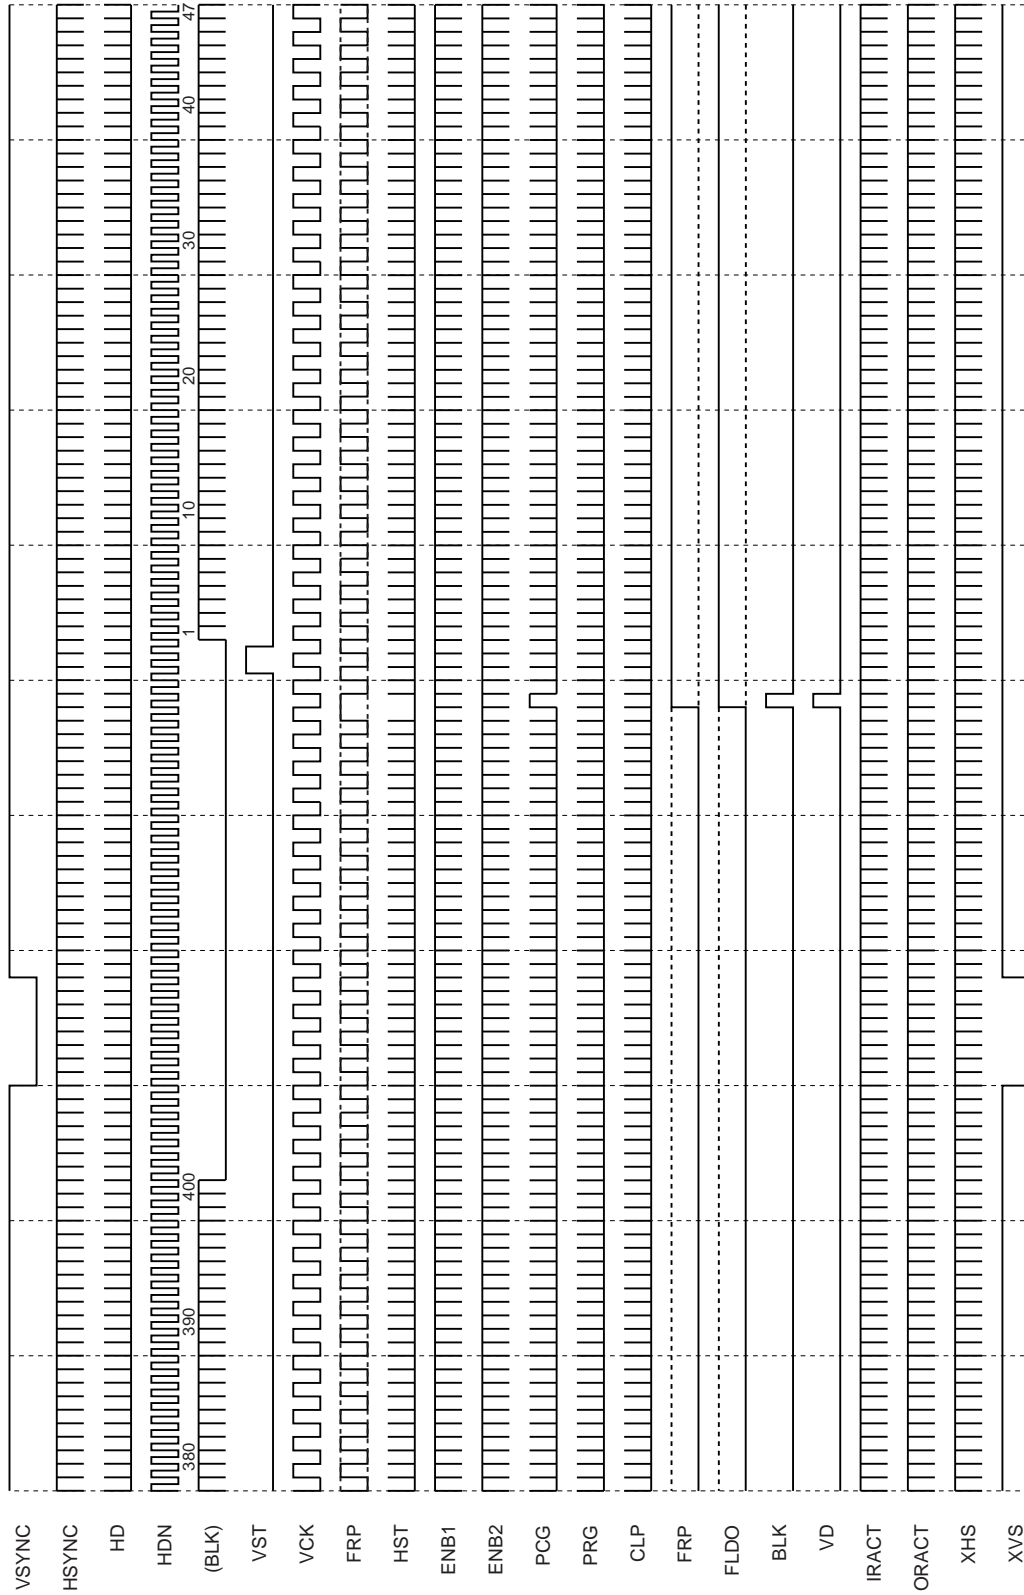 VSYNC
HSYNC
HD
HDN
(BLK)
380 390 400 1 10 20 30 40 47
VST
VCK
FRP
HST
ENB1
ENB2
PCG
PRG
CLP
FRP
FLDO
BLK
VD
IRACT
ORACT
XHS
XVS